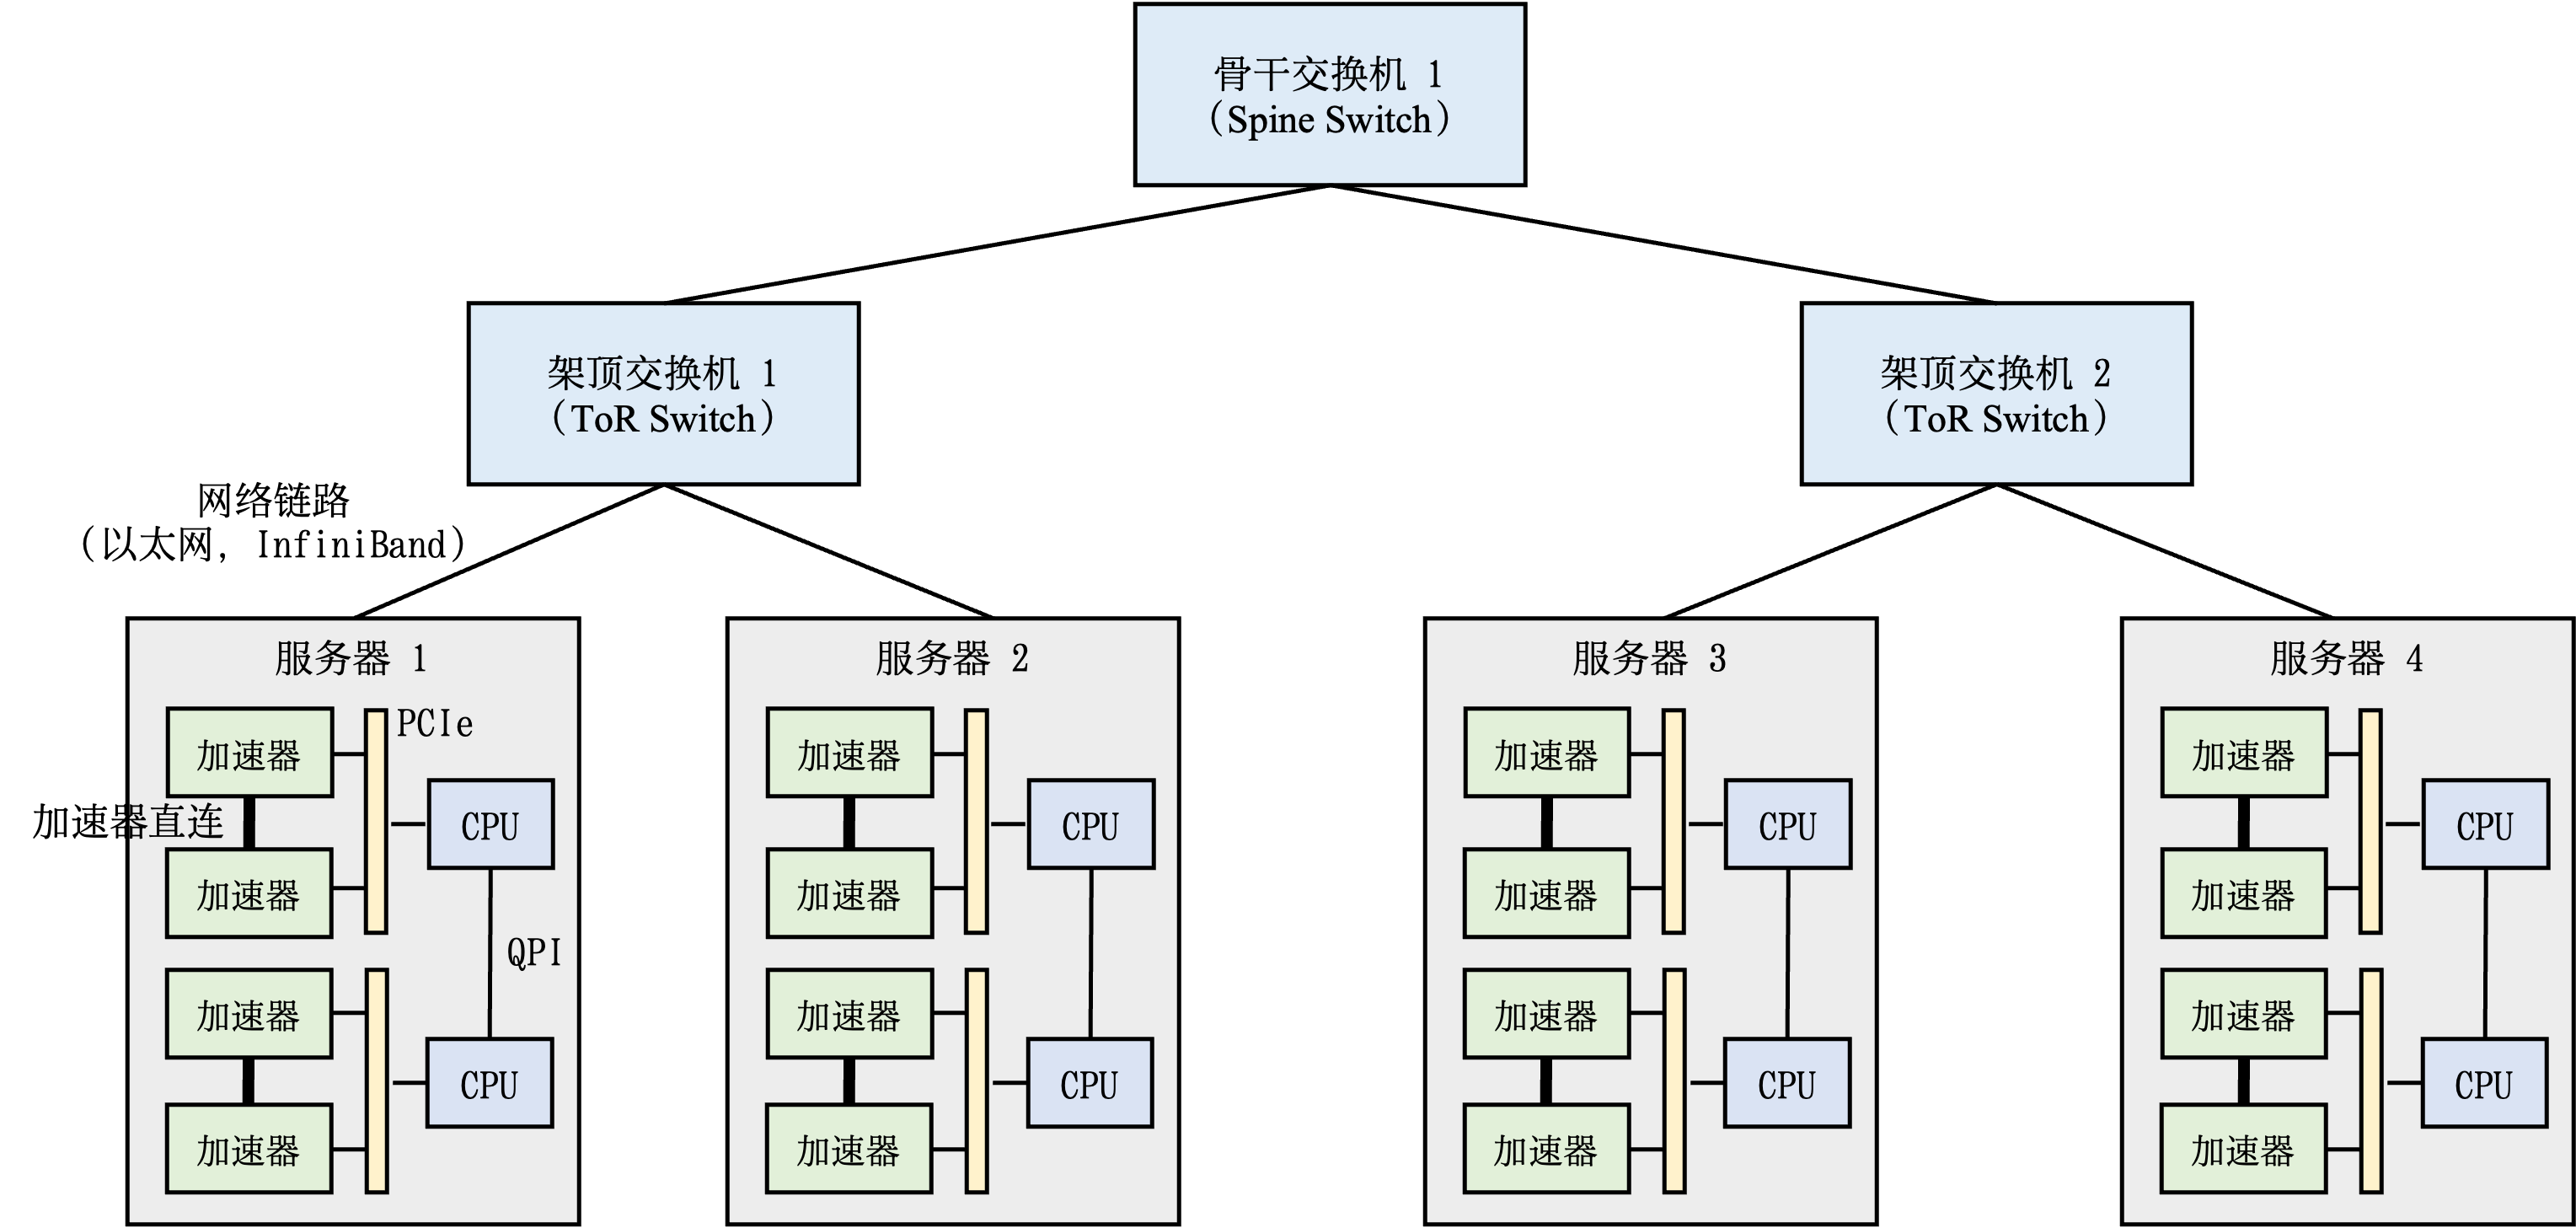 骨干交换机 1
（Spine Switch）
架顶交换机 1
（ToR Switch）
架顶交换机 2
（ToR Switch）
网络链路
（以太网，InfiniBand）
服务器 1
加速器
PCIe
CPU
加速器直连
加速器
QPI
加速器
CPU
加速器
服务器 2
加速器
CPU
加速器
加速器
CPU
加速器
服务器 3
加速器
CPU
加速器
加速器
CPU
加速器
服务器 4
加速器
CPU
加速器
加速器
CPU
加速器